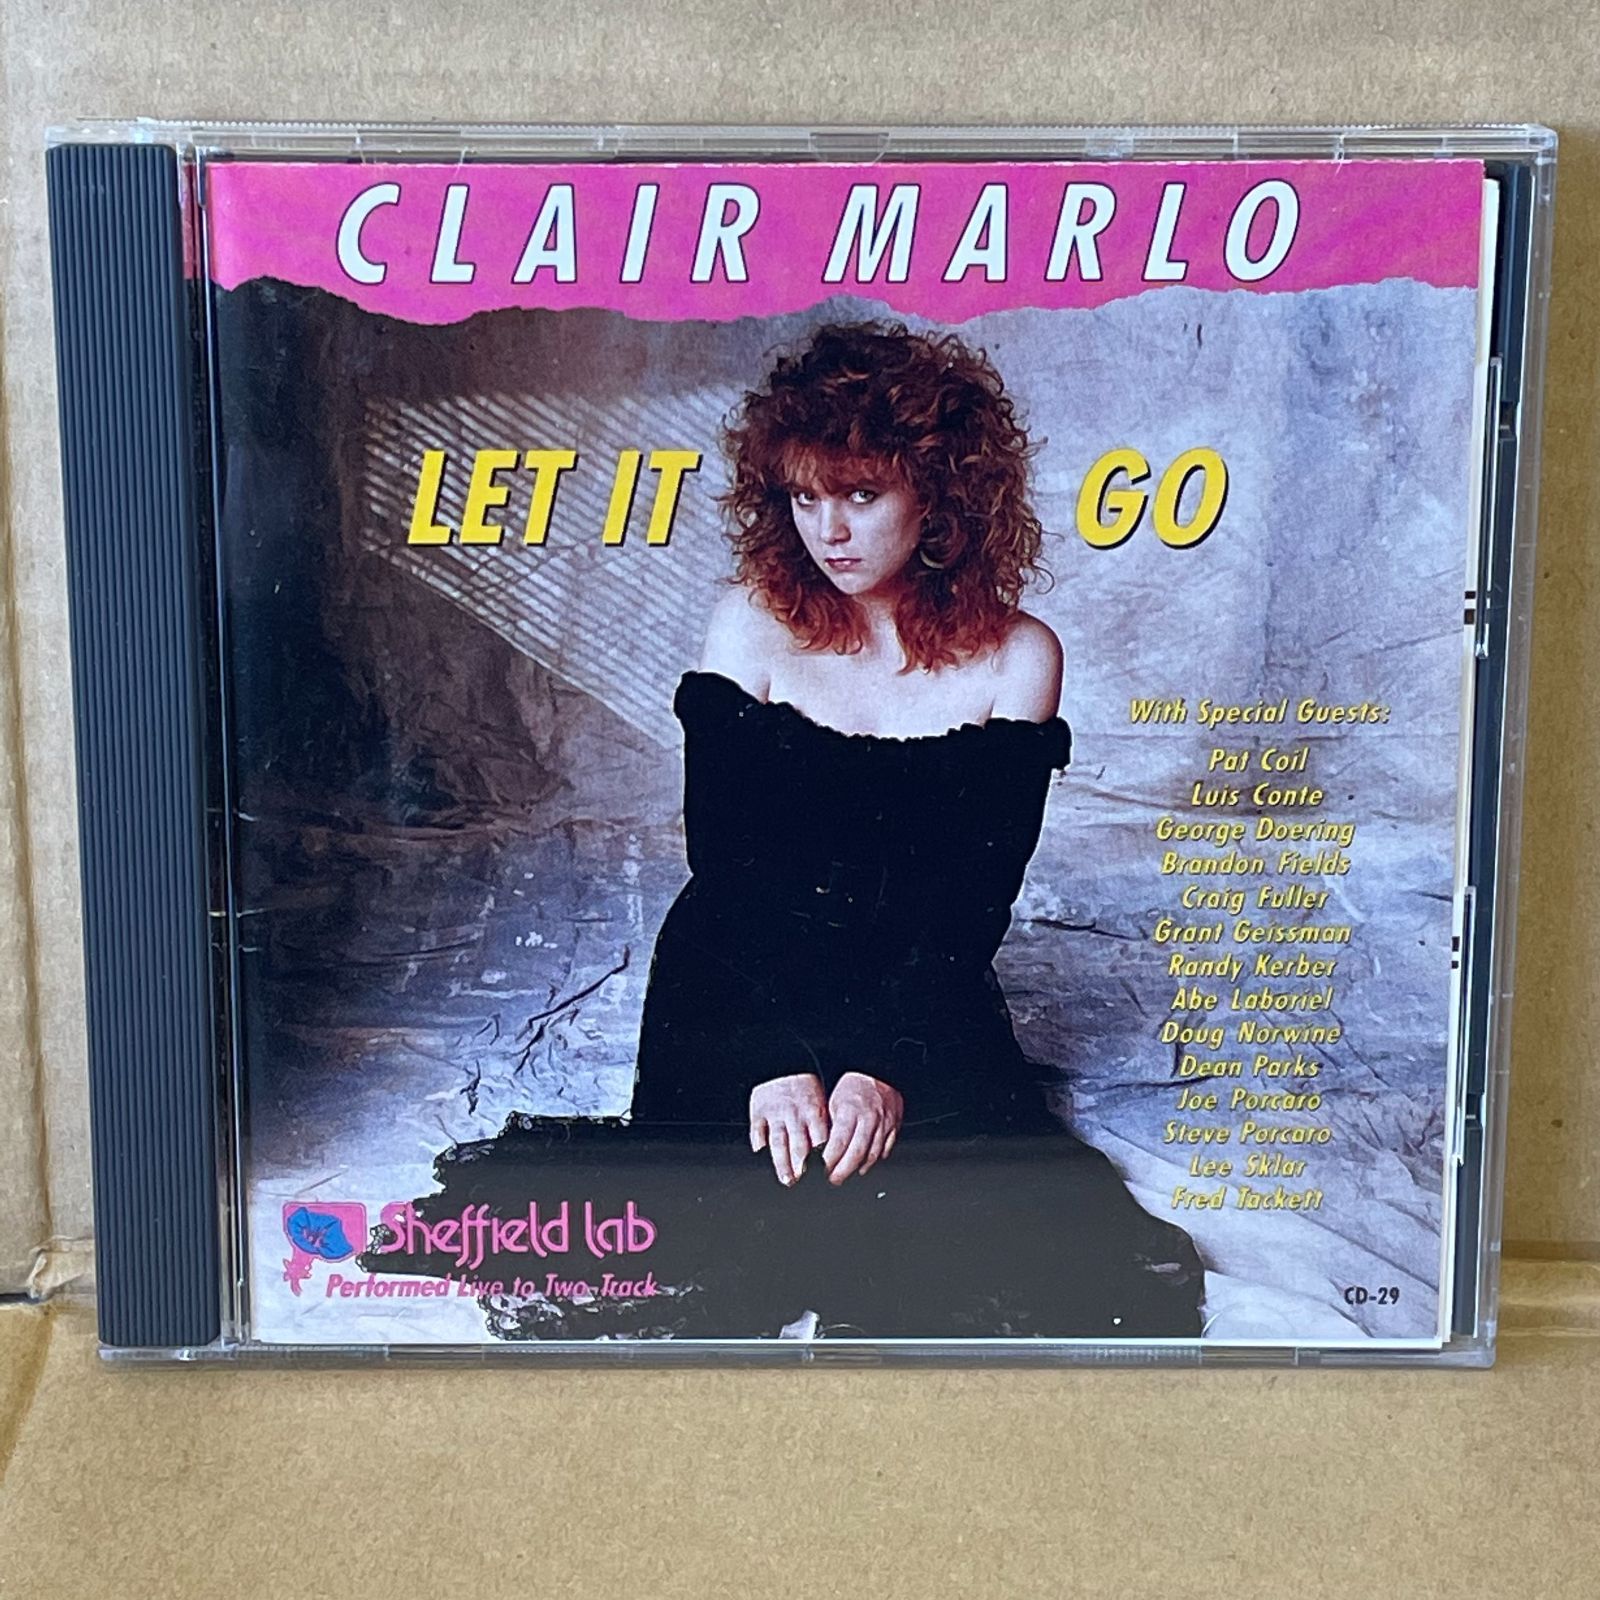 CLAIR MARLO
LET IT GO
With Special Guests:
Pat Coil
Luis Conte
George Doering
Brandon Fields
Craig Fuller
Grant Geissman
Randy Kerber
Abe Laboriel
Doug Norwine
Dean Parks
Joe Porcaro
Steve Porcaro
Lee Sklar
Fred Tackett
Sheffield Lab
Performed Live to Two-Track
CD-29